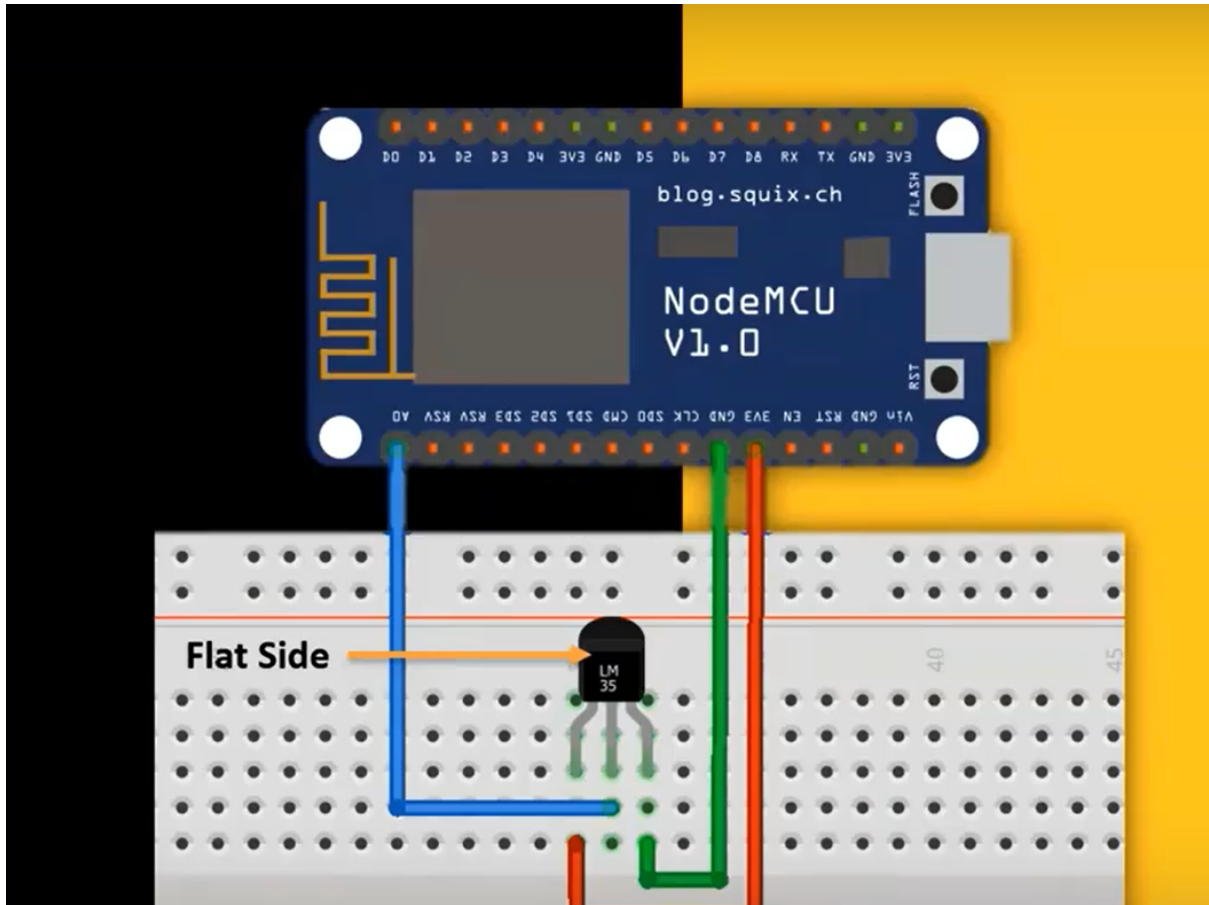 D0 D1 D2 D3 D4 3V3 GND D5 D6 D7 D8 RX TX GND 3V3
FLASH
blog.squix.ch
NodeMCU
V1.0
RST
A0 RSV RSV SD3 SD2 SD1 CMD SD0 CLK GND 3V3 EN RST GND Vin
Flat Side
LM
35
40
45